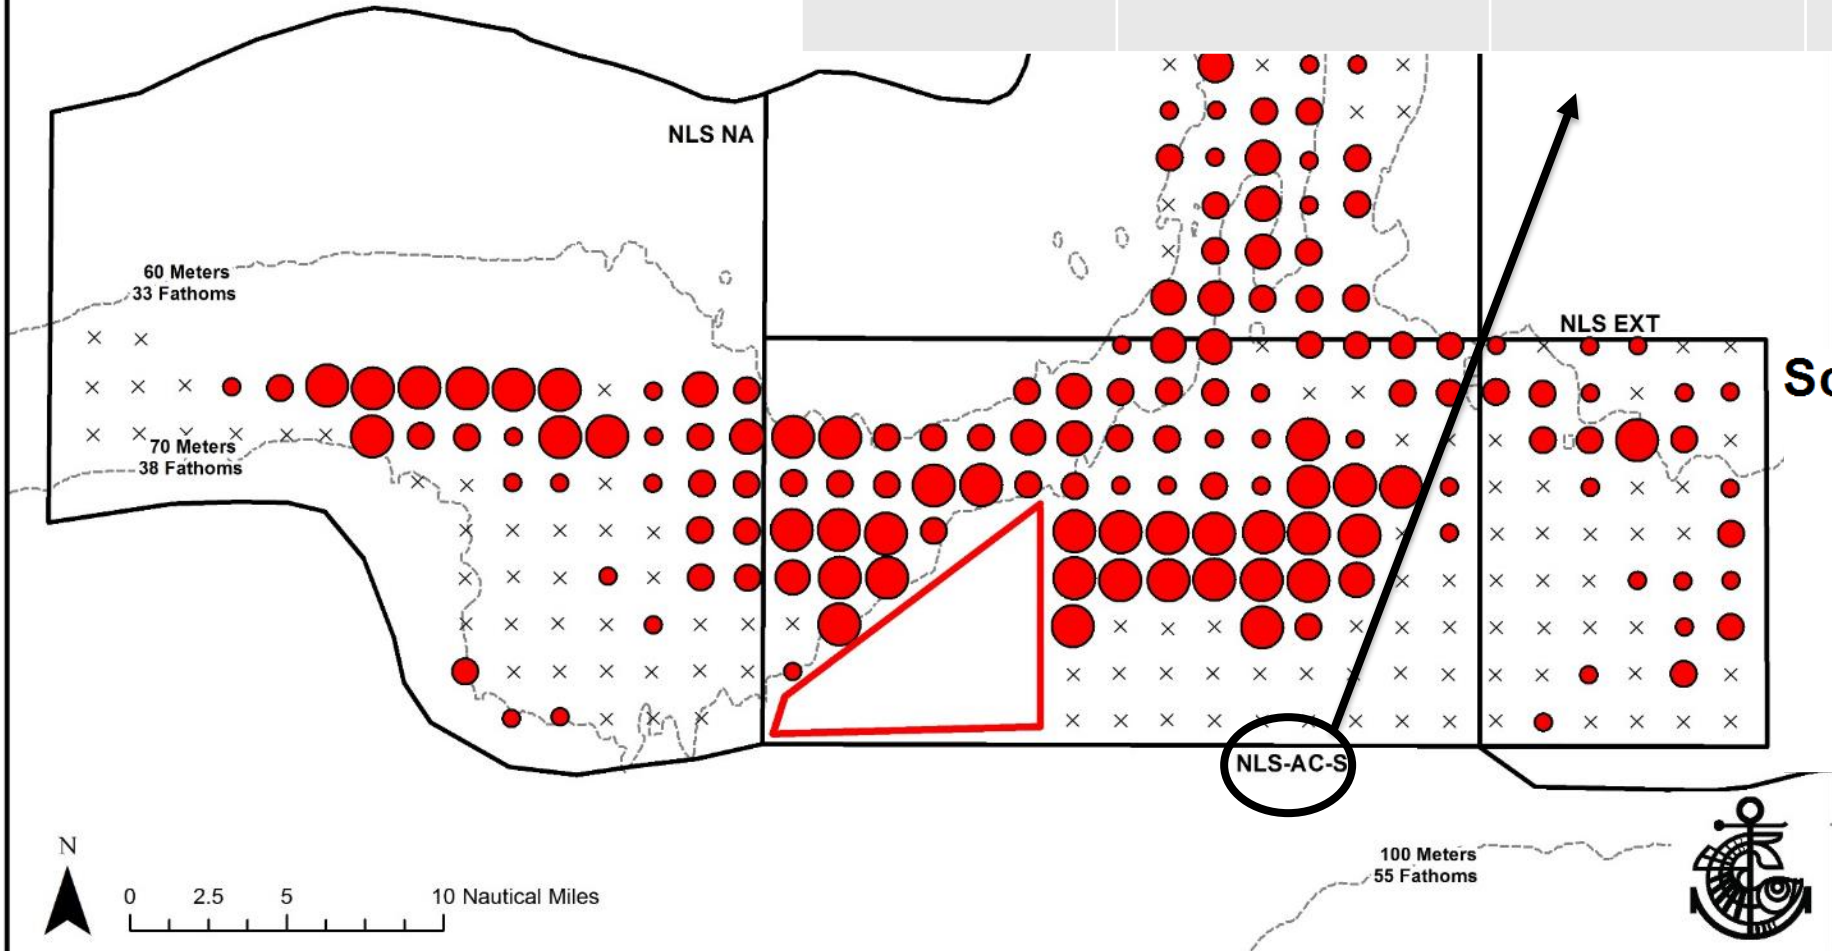 NLS NA
60 Meters
33 Fathoms
NLS EXT
70 Meters
38 Fathoms
NLS-AC-S
100 Meters
55 Fathoms
N
0 2.5 5 10 Nautical Miles